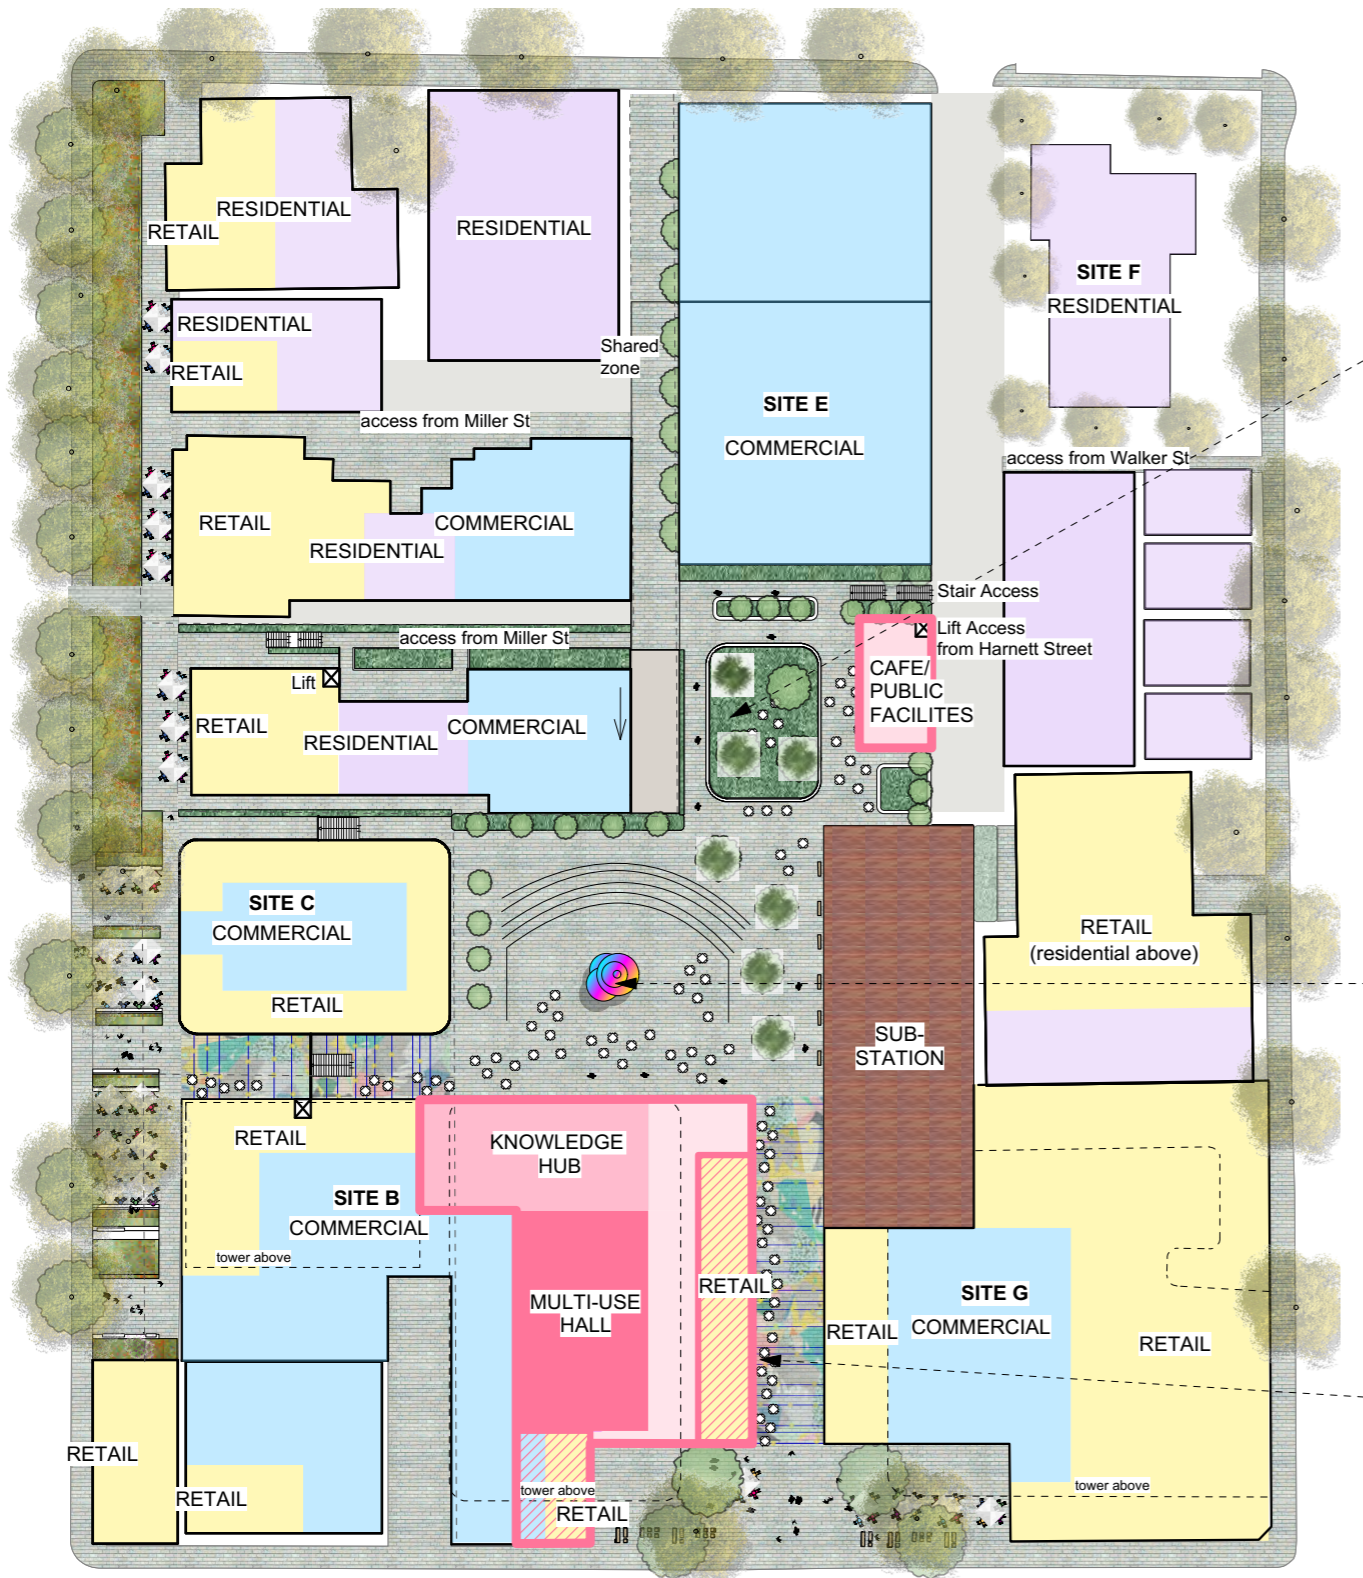 RESIDENTIAL
RETAIL
RESIDENTIAL
SITE F
RESIDENTIAL
RESIDENTIAL
RETAIL
Shared
zone
SITE E
COMMERCIAL
access from Miller St
access from Walker St
RETAIL
COMMERCIAL
RESIDENTIAL
Stair Access
Lift Access
from Harnett Street
access from Miller St
CAFE/
PUBLIC
FACILITES
Lift
RETAIL
COMMERCIAL
RESIDENTIAL
SITE C
COMMERCIAL
RETAIL
RETAIL
(residential above)
SUB-
STATION
RETAIL
KNOWLEDGE
HUB
SITE B
COMMERCIAL
tower above
RETAIL
MULTI-USE
HALL
SITE G
COMMERCIAL
RETAIL
RETAIL
RETAIL
RETAIL
tower above
RETAIL
tower above